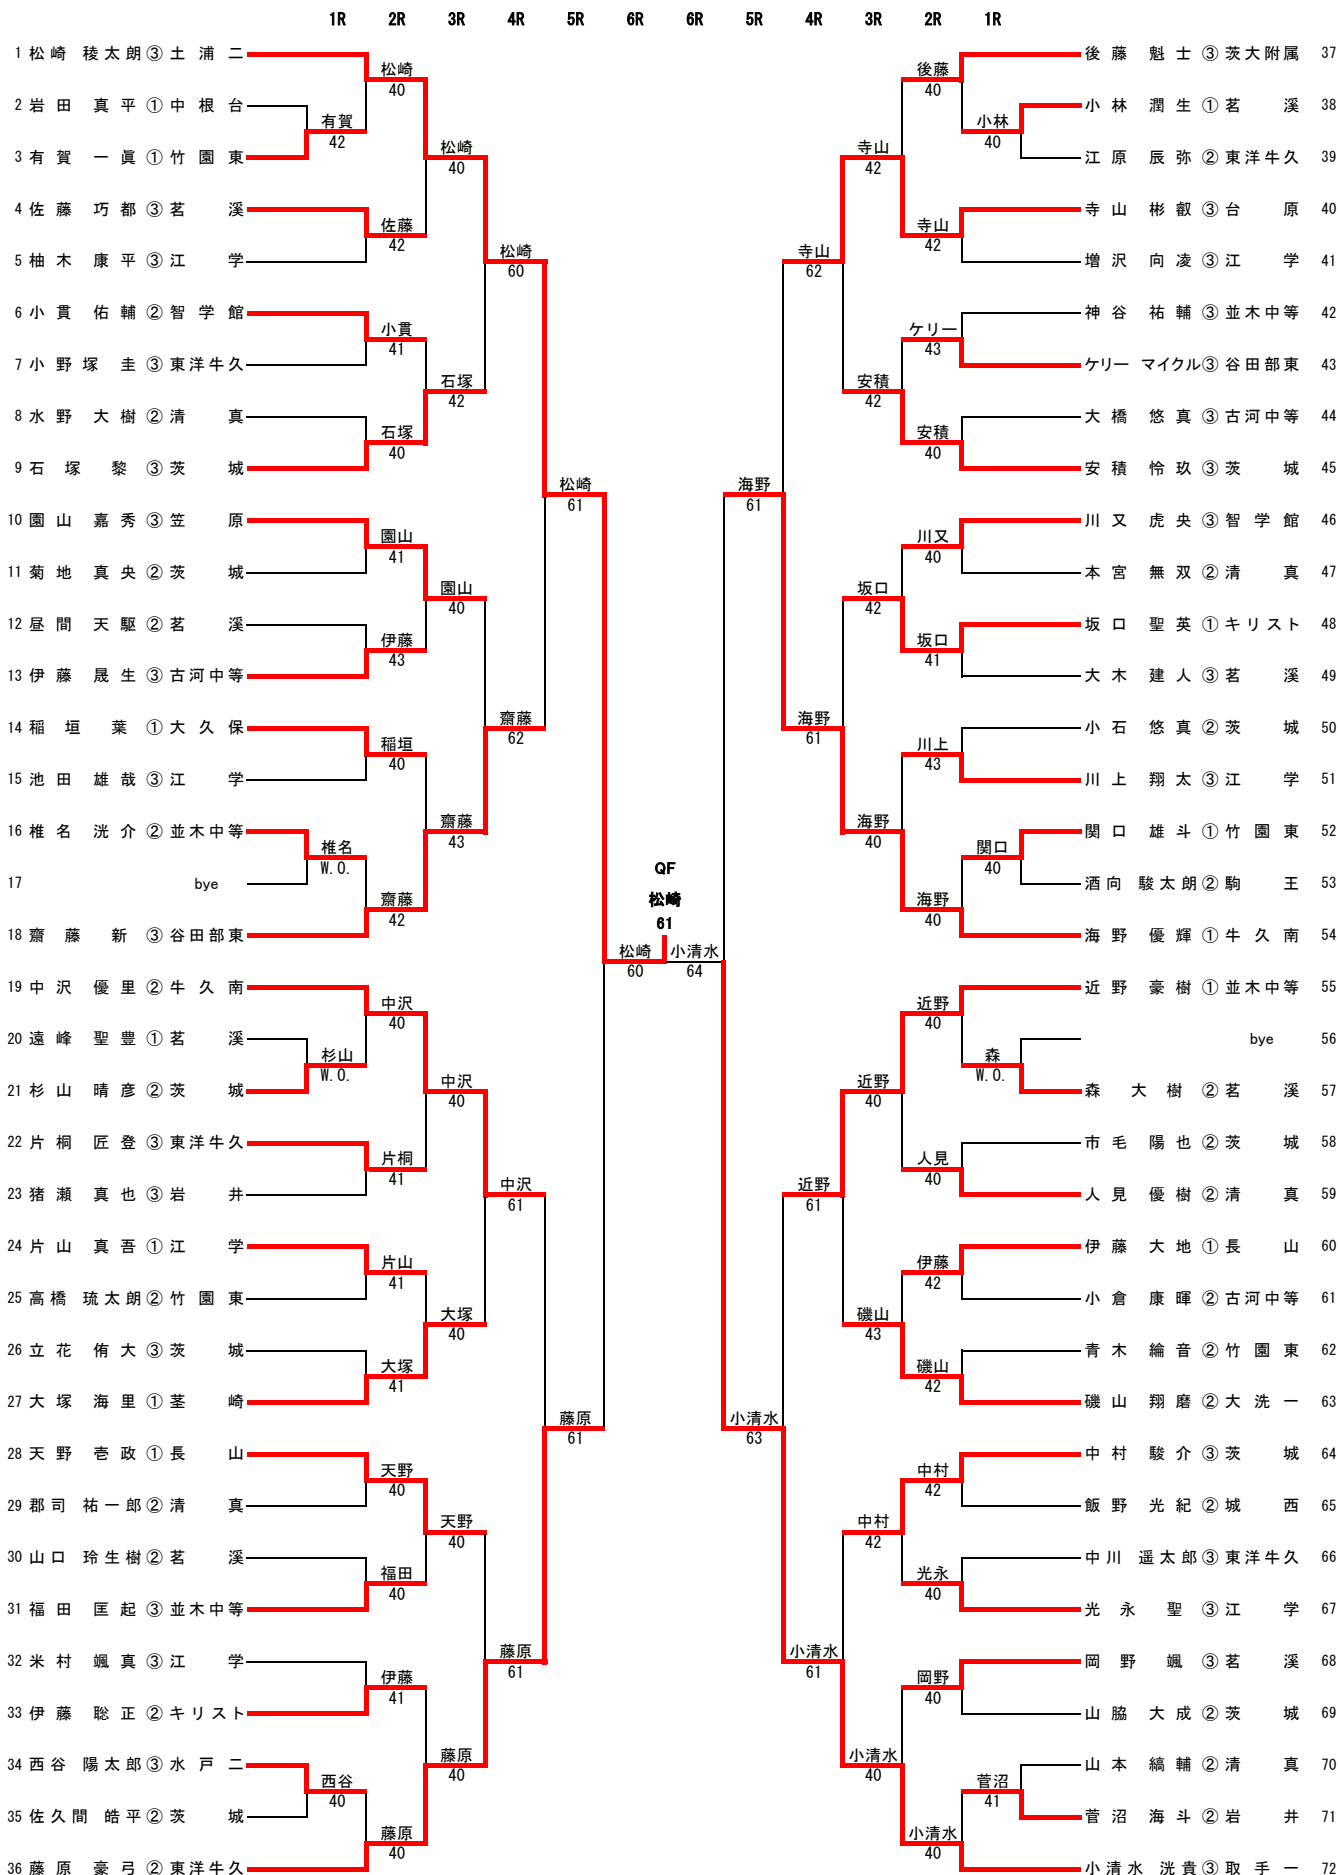 1R 2R 3R 4R 5R 6R 6R 5R 4R 3R 2R 1R
1 松崎 稜太朗 ③ 土浦二
2 岩田 真平 ① 中根台
3 有賀 一眞 ① 竹園東
4 佐藤 巧都 ③ 茗溪
5 柚木 康平 ③ 江学
6 小貫 佑輔 ② 智学館
7 小野塚 圭 ③ 東洋牛久
8 水野 大樹 ② 清真
9 石塚 黎 ③ 茨城
10 園山 嘉秀 ③ 笠原
11 菊地 真央 ② 茨城
12 昼間 天駆 ② 茗溪
13 伊藤 晟生 ③ 古河中等
14 稲垣 葉 ① 大久保
15 池田 雄哉 ③ 江学
16 椎名 洸介 ② 並木中等
17 bye
18 齋藤 新 ③ 谷田部東
19 中沢 優里 ② 牛久南
20 遠峰 聖豊 ① 茗溪
21 杉山 晴彦 ② 茨城
22 片桐 匠登 ③ 東洋牛久
23 猪瀬 真也 ③ 岩井
24 片山 真吾 ① 江学
25 高橋 琉太朗 ② 竹園東
26 立花 侑大 ③ 茨城
27 大塚 海里 ① 茎崎
28 天野 壱政 ① 長山
29 郡司 祐一郎 ② 清真
30 山口 玲生樹 ② 茗溪
31 福田 匡起 ③ 並木中等
32 米村 颯真 ③ 江学
33 伊藤 聡正 ② キリスト
34 西谷 陽太郎 ③ 水戸二
35 佐久間 皓平 ② 茨城
36 藤原 豪弓 ② 東洋牛久
有賀
42
椎名
W.O.
杉山
W.O.
西谷
40
松崎
40
佐藤
42
小貫
41
石塚
40
園山
41
伊藤
43
稲垣
40
齋藤
42
中沢
40
片桐
41
片山
41
大塚
41
天野
40
福田
40
伊藤
41
藤原
40
松崎
40
石塚
42
園山
40
齋藤
43
中沢
40
大塚
40
天野
40
藤原
40
松崎
60
齋藤
62
中沢
61
藤原
61
松崎
61
藤原
61
松崎
60
QF
松崎
61
小清水
64
海野
61
小清水
63
寺山
62
海野
61
近野
61
小清水
61
寺山
42
安積
42
坂口
42
海野
40
近野
40
磯山
43
中村
42
小清水
40
後藤
40
寺山
42
ケリー
43
安積
40
川又
40
坂口
41
川上
43
海野
40
近野
40
人見
40
伊藤
42
磯山
42
中村
42
光永
40
岡野
40
小清水
40
小林
40
関口
40
森
W.O.
菅沼
41
後藤 魁士 ③ 茨大附属 37
小林 潤生 ① 茗溪 38
江原 辰弥 ② 東洋牛久 39
寺山 彬叡 ③ 台原 40
増沢 向凌 ③ 江学 41
神谷 祐輔 ③ 並木中等 42
ケリー マイクル ③ 谷田部東 43
大橋 悠真 ③ 古河中等 44
安積 怜玖 ③ 茨城 45
川又 虎央 ③ 智学館 46
本宮 無双 ② 清真 47
坂口 聖英 ① キリスト 48
大木 建人 ③ 茗溪 49
小石 悠真 ② 茨城 50
川上 翔太 ③ 江学 51
関口 雄斗 ① 竹園東 52
酒向 駿太朗 ② 駒王 53
海野 優輝 ① 牛久南 54
近野 豪樹 ① 並木中等 55
bye 56
森 大樹 ② 茗溪 57
市毛 陽也 ② 茨城 58
人見 優樹 ② 清真 59
伊藤 大地 ① 長山 60
小倉 康暉 ② 古河中等 61
青木 綸音 ② 竹園東 62
磯山 翔磨 ② 大洗一 63
中村 駿介 ③ 茨城 64
飯野 光紀 ② 城西 65
中川 遥太郎 ③ 東洋牛久 66
光永 聖 ③ 江学 67
岡野 颯 ③ 茗溪 68
山脇 大成 ② 茨城 69
山本 縞輔 ② 清真 70
菅沼 海斗 ② 岩井 71
小清水 洸貴 ③ 取手一 72